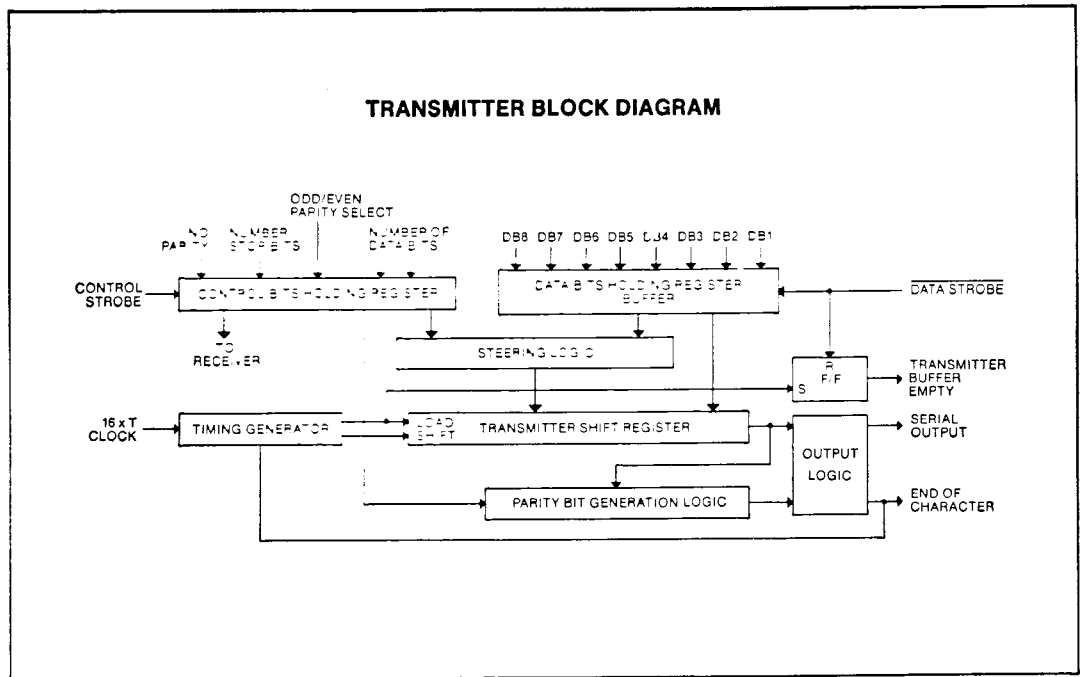 TRANSMITTER BLOCK DIAGRAM
ODD/EVEN
PARITY SELECT
NO
PARITY
NUMBER
STOP BITS
NUMBER OF
DATA BITS
DB8 DB7 DB6 DB5 DB4 DB3 DB2 DB1
CONTROL
STROBE
CONTROL BITS HOLDING REGISTER
DATA BITS HOLDING REGISTER
BUFFER
DATA STROBE
TO
RECEIVER
STEERING LOGIC
R
F/F
S
TRANSMITTER
BUFFER
EMPTY
16 x T
CLOCK
TIMING GENERATOR
LOAD
SHIFT
TRANSMITTER SHIFT REGISTER
OUTPUT
LOGIC
SERIAL
OUTPUT
PARITY BIT GENERATION LOGIC
END OF
CHARACTER